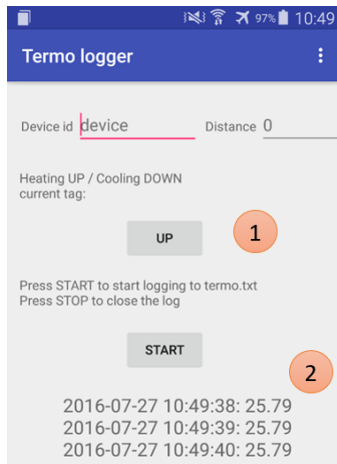 97% 10:49
Termo logger
Device id device Distance 0
Heating UP / Cooling DOWN
current tag:
UP
1
Press START to start logging to termo.txt
Press STOP to close the log
START
2
2016-07-27 10:49:38: 25.79
2016-07-27 10:49:39: 25.79
2016-07-27 10:49:40: 25.79